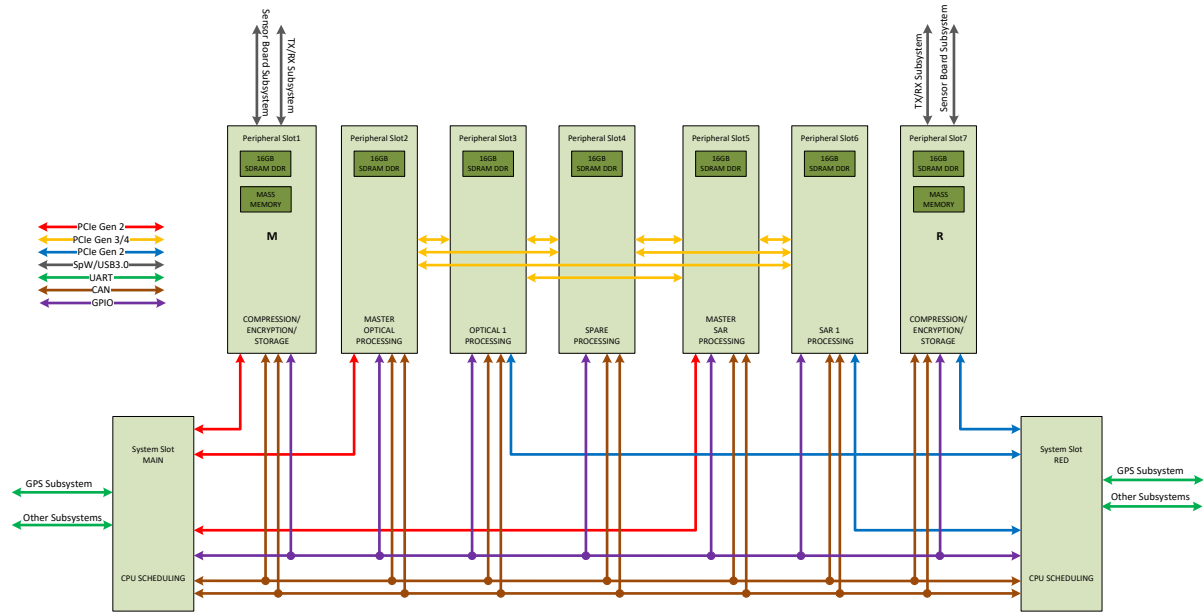 Sensor Board Subsystem
TX/RX Subsystem
TX/RX Subsystem
Sensor Board Subsystem
Peripheral Slot1
16GB
SDRAM DDR
MASS
MEMORY
M
COMPRESSION/
ENCRYPTION/
STORAGE
Peripheral Slot2
16GB
SDRAM DDR
MASTER
OPTICAL
PROCESSING
Peripheral Slot3
16GB
SDRAM DDR
OPTICAL 1
PROCESSING
Peripheral Slot4
16GB
SDRAM DDR
SPARE
PROCESSING
Peripheral Slot5
16GB
SDRAM DDR
MASTER
SAR
PROCESSING
Peripheral Slot6
16GB
SDRAM DDR
SAR 1
PROCESSING
Peripheral Slot7
16GB
SDRAM DDR
MASS
MEMORY
R
COMPRESSION/
ENCRYPTION/
STORAGE
PCIe Gen 2
PCIe Gen 3/4
PCIe Gen 2
SpW/USB3.0
UART
CAN
GPIO
System Slot
MAIN
CPU SCHEDULING
GPS Subsystem
Other Subsystems
System Slot
RED
CPU SCHEDULING
GPS Subsystem
Other Subsystems